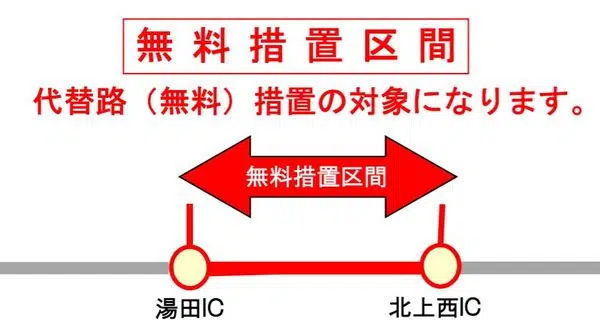 無料措置区間
代替路（無料）措置の対象になります。
無料措置区間
湯田IC
北上西IC